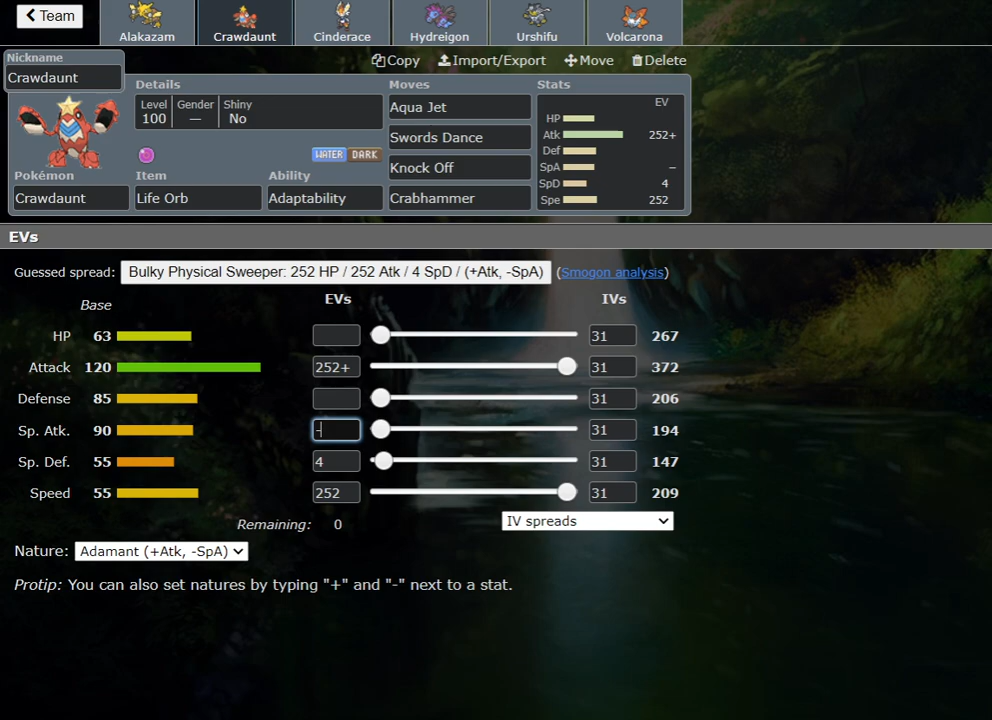 Team
Alakazam
Crawdaunt
Cinderace
Hydreigon
Urshifu
Volcarona
Copy
Import/Export
Move
Delete
Nickname
Crawdaunt
Details
Level
Gender
Shiny
100
—
No
WATER
DARK
Pokémon
Crawdaunt
Item
Life Orb
Ability
Adaptability
Moves
Aqua Jet
Swords Dance
Knock Off
Crabhammer
Stats
EV
HP
Atk 252+
Def
SpA –
SpD 4
Spe 252
EVs
Guessed spread: Bulky Physical Sweeper: 252 HP / 252 Atk / 4 SpD / (+Atk, -SpA) (Smogon analysis)
Base EVs IVs
HP 63 31 267
Attack 120 252+ 31 372
Defense 85 31 206
Sp. Atk. 90 - 31 194
Sp. Def. 55 4 31 147
Speed 55 252 31 209
Remaining: 0 IV spreads
Nature: Adamant (+Atk, -SpA)
Protip: You can also set natures by typing "+" and "-" next to a stat.